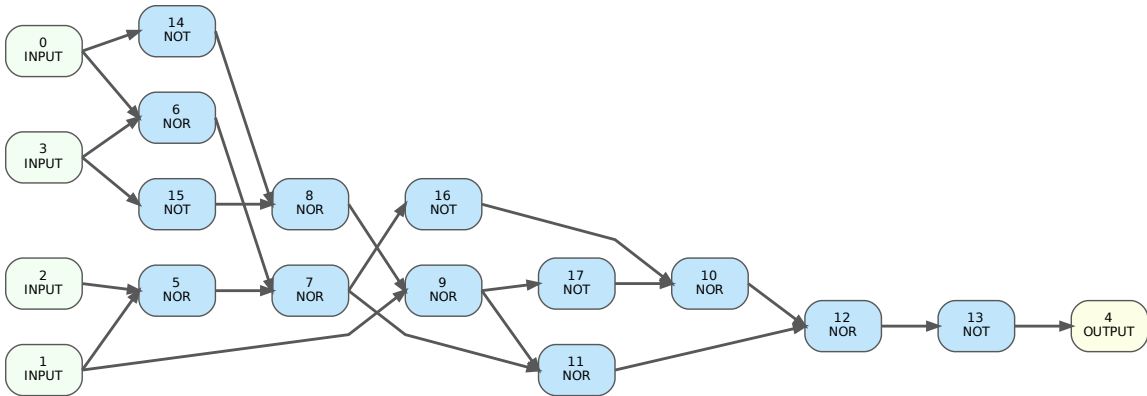 0
INPUT
14
NOT
6
NOR
3
INPUT
15
NOT
8
NOR
16
NOT
2
INPUT
5
NOR
7
NOR
9
NOR
17
NOT
10
NOR
12
NOR
13
NOT
4
OUTPUT
1
INPUT
11
NOR